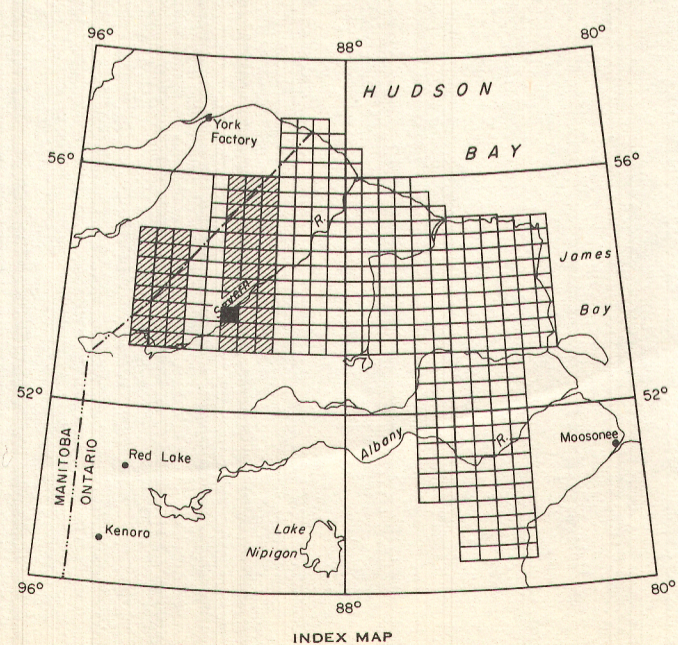 96°
88°
80°
HUDSON
BAY
York
Factory
56°
56°
R.
James
Bay
Severn
52°
52°
MANITOBA
ONTARIO
Red Lake
Albany
R.
Moosonee
Kenora
Lake
Nipigon
96°
88°
80°
INDEX MAP